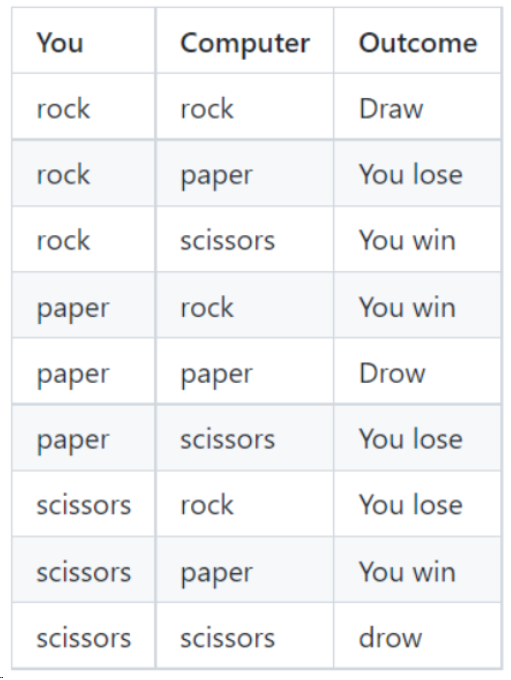 You Computer Outcome
rock rock Draw
rock paper You lose
rock scissors You win
paper rock You win
paper paper Drow
paper scissors You lose
scissors rock You lose
scissors paper You win
scissors scissors drow